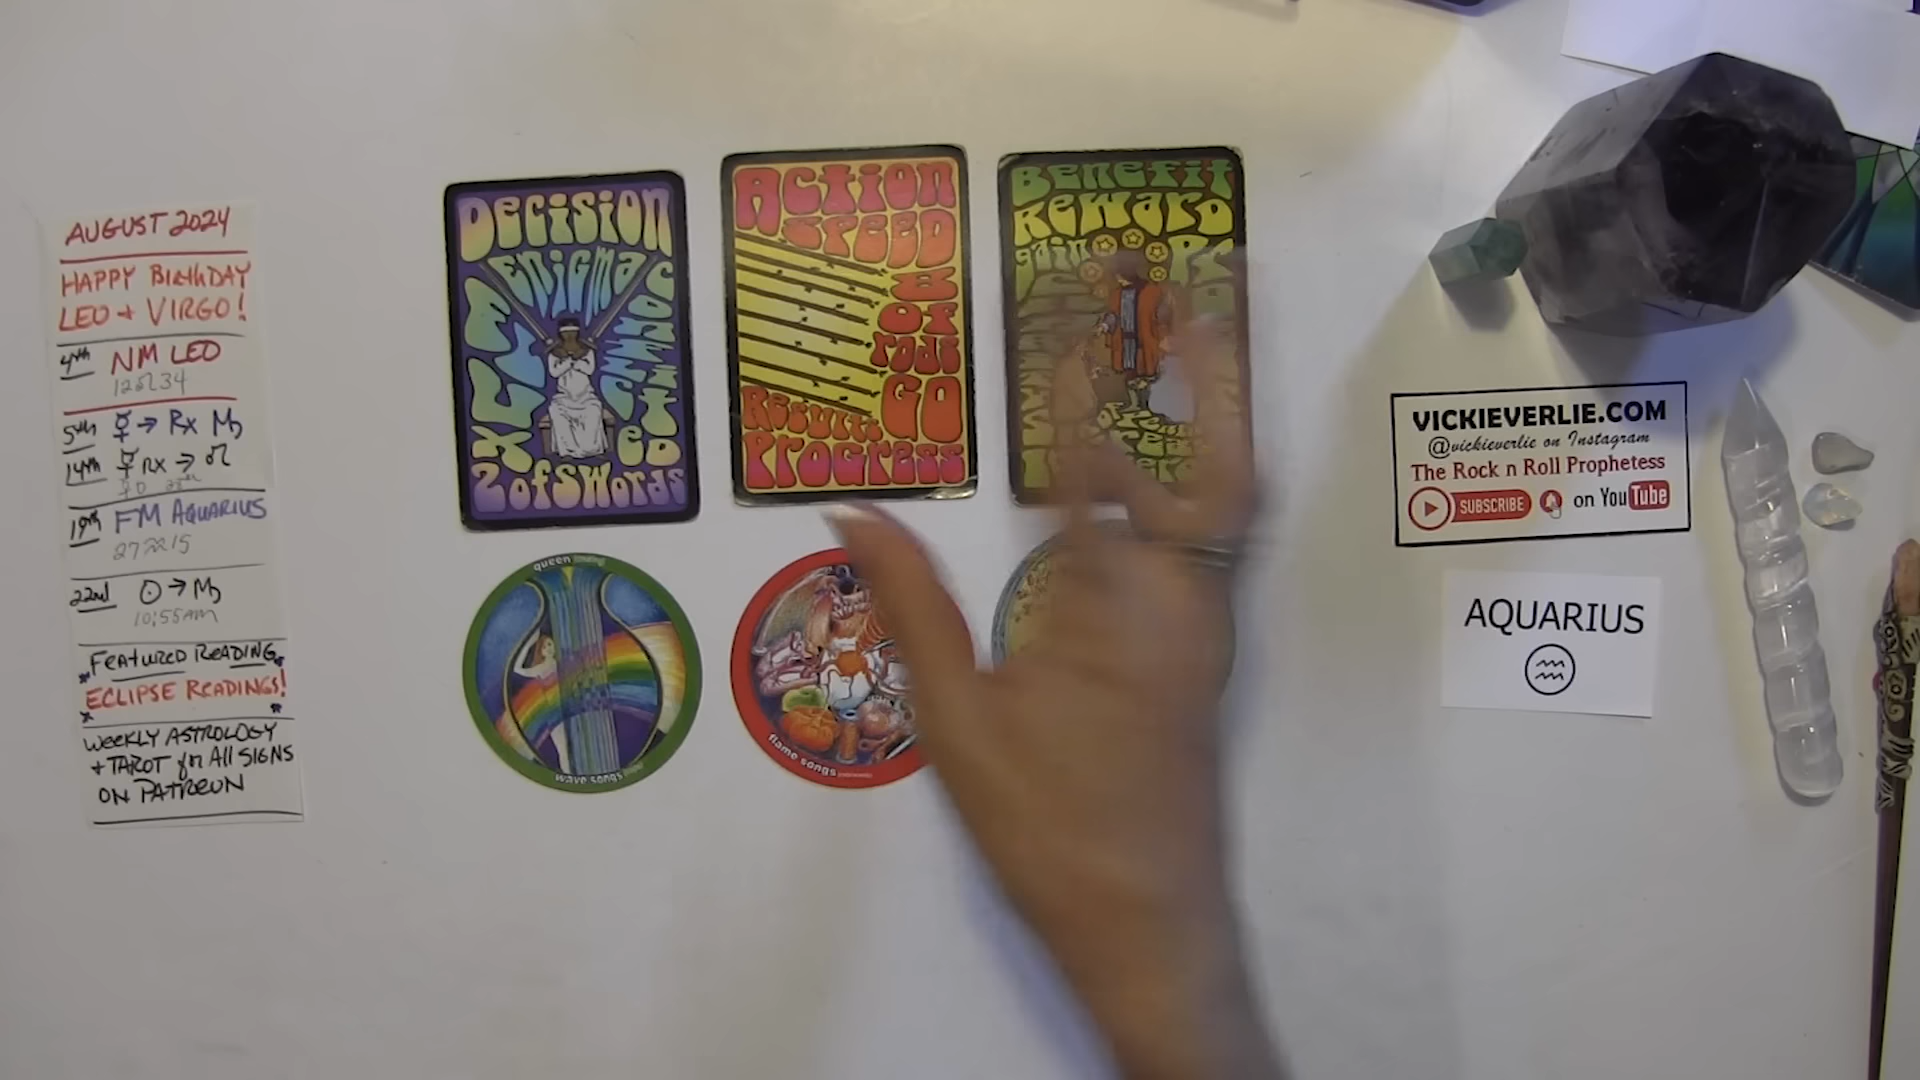 AUGUST 2024
HAPPY BIRTHDAY
LEO + VIRGO!
4th NM LEO
12♌34
5th ☿ → Rx ♍
14th ☿ Rx → ♌
19th FM AQUARIUS
27♒15
22nd ☉ → ♍
10:55AM
*FEATURED READING*
ECLIPSE READINGS!
WEEKLY ASTROLOGY
+ TAROT for All SIGNS
ON PATREON
Decision
enigma
conflicted
2 of Swords
Action
SPEED
8
of
rods
GO
Results
Progress
Benefit
Reward
gain
queen
wave songs
flame songs
VICKIEVERLIE.COM
@vickieverlie on Instagram
The Rock n Roll Prophetess
SUBSCRIBE on YouTube
AQUARIUS
♒